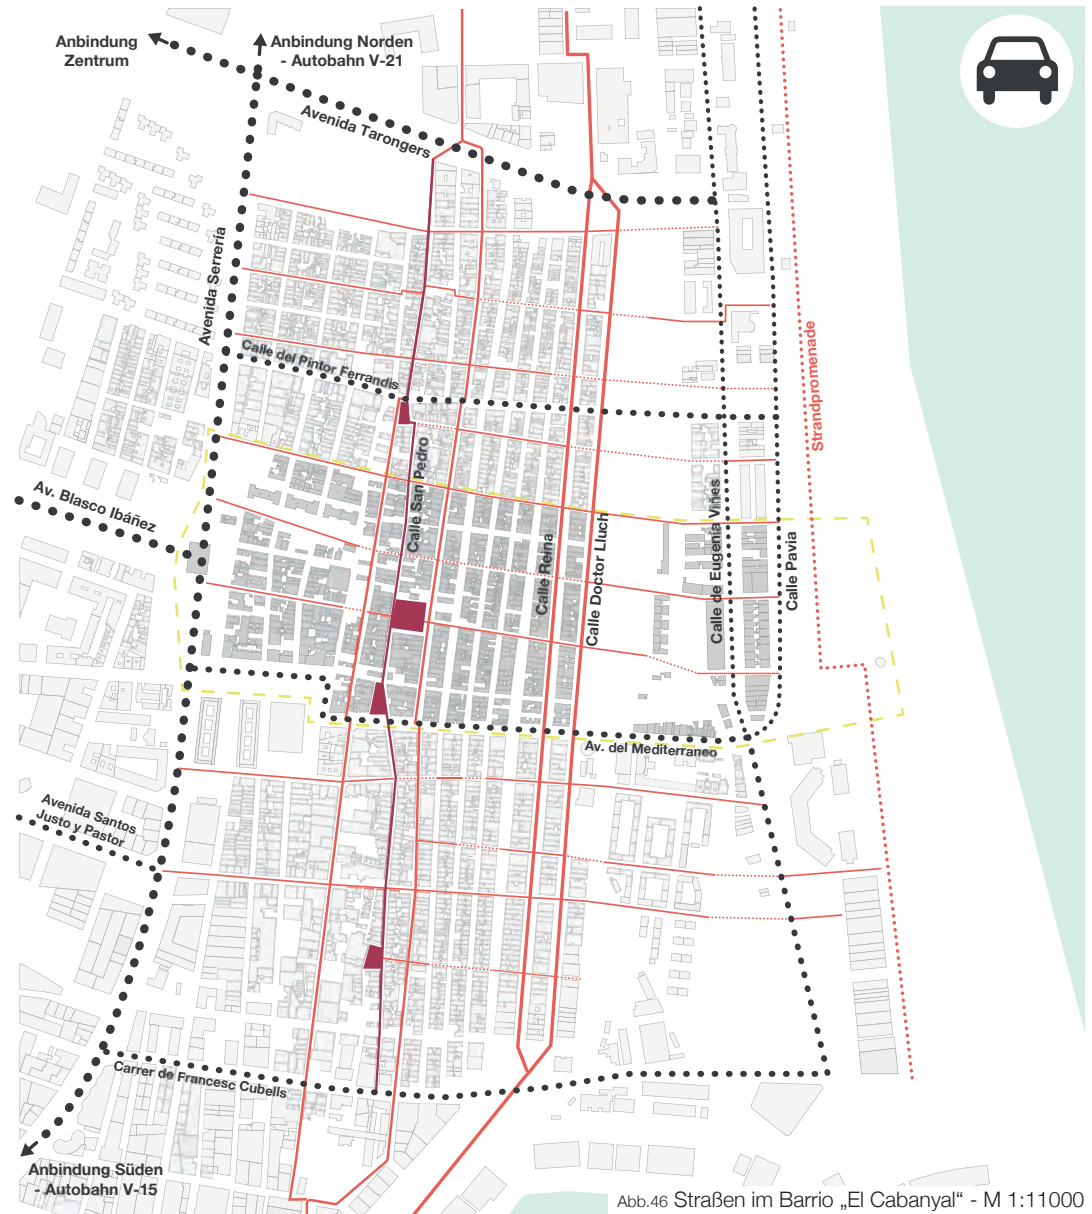 Anbindung
Zentrum
Anbindung Norden
- Autobahn V-21
Avenida Tarongers
Avenida Serrería
Calle del Pintor Ferrandis
Strandpromenade
Calle San Pedro
Av. Blasco Ibáñez
Calle Reina
Calle Doctor Lluch
Calle de Eugenia Viñes
Calle Pavia
Av. del Mediterraneo
Avenida Santos
Justo y Pastor
Carrer de Francesc Cubells
Anbindung Süden
- Autobahn V-15
Abb.46 Straßen im Barrio „El Cabanyal“ - M 1:11000